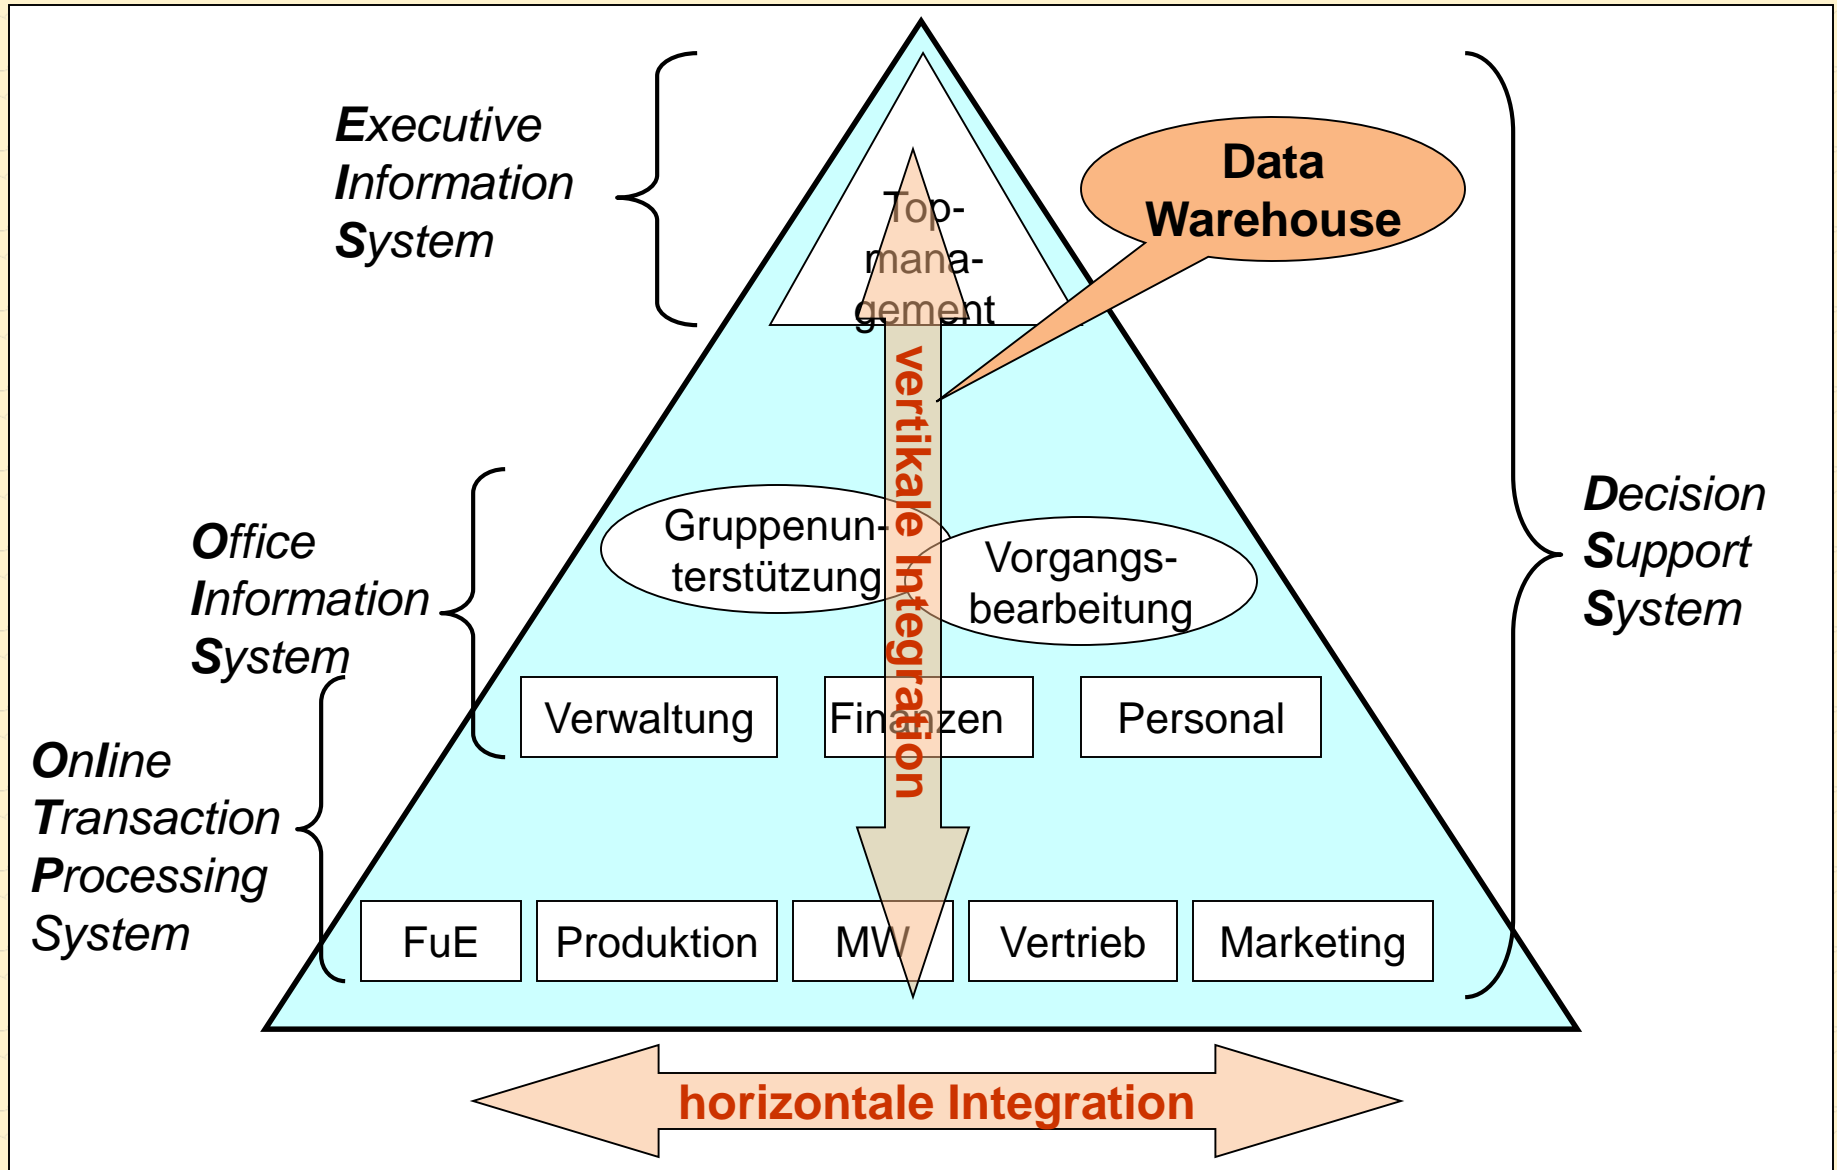 Executive
Information
System
Data
Warehouse
Top-
mana-
gement
vertikale Integration
Office
Information
System
Gruppenun-
terstützung
Vorgangs-
bearbeitung
Decision
Support
System
Verwaltung
Finanzen
Personal
Online
Transaction
Processing
System
FuE
Produktion
MW
Vertrieb
Marketing
horizontale Integration